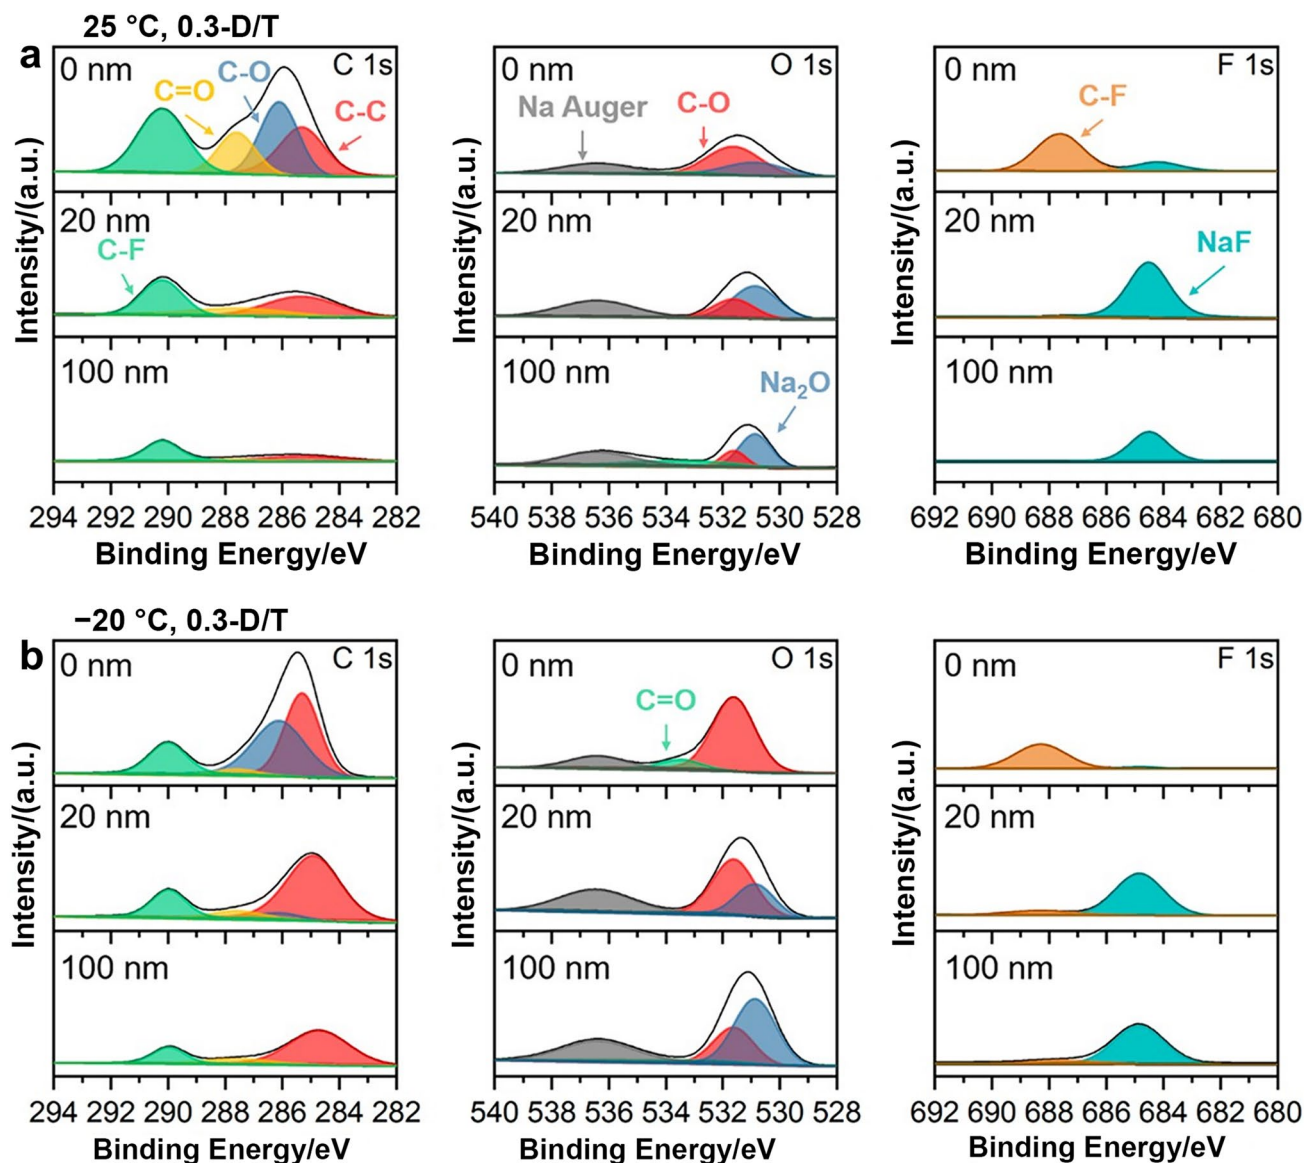 25 °C, 0.3-D/T
a
0 nm
C 1s
C=O
C-O
C-C
20 nm
C-F
100 nm
Intensity/(a.u.)
294 292 290 288 286 284 282
Binding Energy/eV
0 nm
O 1s
Na Auger
C-O
20 nm
100 nm
Na₂O
Intensity/(a.u.)
540 538 536 534 532 530 528
Binding Energy/eV
0 nm
F 1s
C-F
20 nm
NaF
100 nm
Intensity/(a.u.)
692 690 688 686 684 682 680
Binding Energy/eV
−20 °C, 0.3-D/T
b
0 nm
C 1s
20 nm
100 nm
Intensity/(a.u.)
294 292 290 288 286 284 282
Binding Energy/eV
0 nm
O 1s
C=O
20 nm
100 nm
Intensity/(a.u.)
540 538 536 534 532 530 528
Binding Energy/eV
0 nm
F 1s
20 nm
100 nm
Intensity/(a.u.)
692 690 688 686 684 682 680
Binding Energy/eV